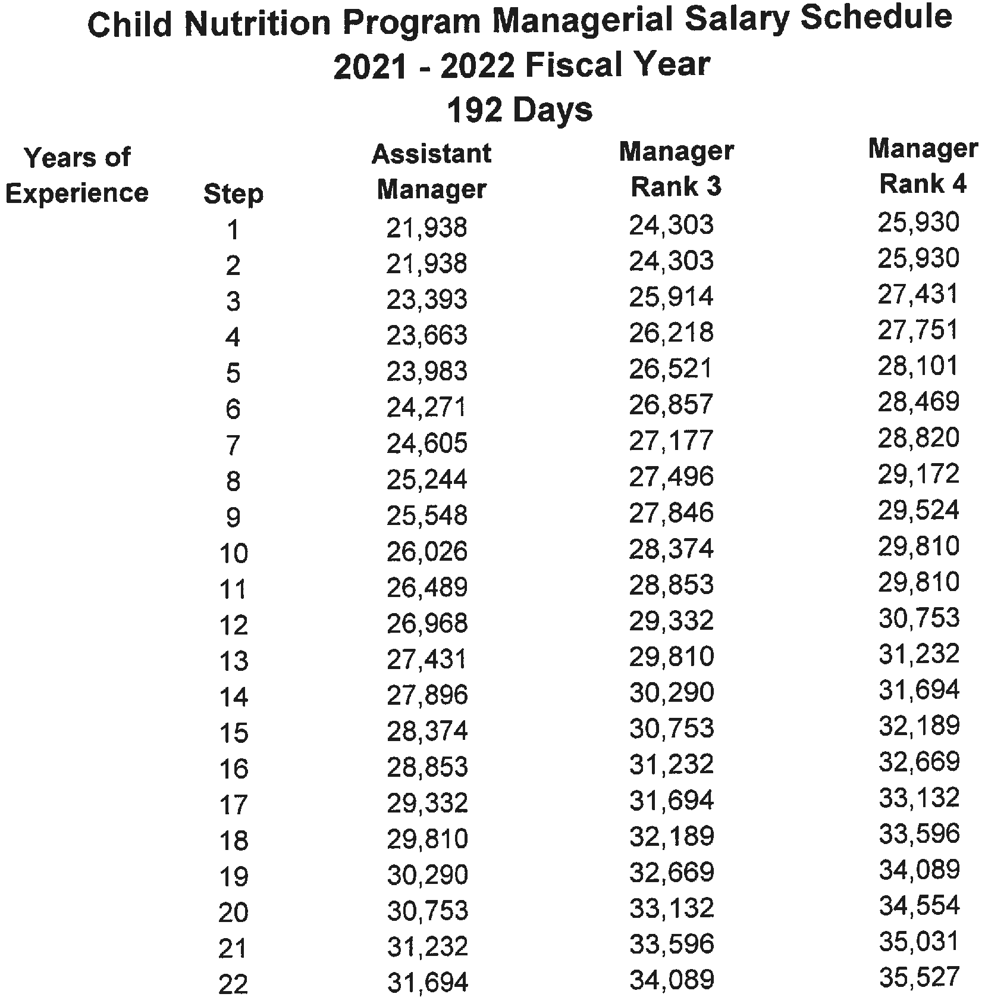 Child Nutrition Program Managerial Salary Schedule
2021 - 2022 Fiscal Year
192 Days
Years of Experience Step Assistant Manager Manager Rank 3 Manager Rank 4
1 21,938 24,303 25,930
2 21,938 24,303 25,930
3 23,393 25,914 27,431
4 23,663 26,218 27,751
5 23,983 26,521 28,101
6 24,271 26,857 28,469
7 24,605 27,177 28,820
8 25,244 27,496 29,172
9 25,548 27,846 29,524
10 26,026 28,374 29,810
11 26,489 28,853 29,810
12 26,968 29,332 30,753
13 27,431 29,810 31,232
14 27,896 30,290 31,694
15 28,374 30,753 32,189
16 28,853 31,232 32,669
17 29,332 31,694 33,132
18 29,810 32,189 33,596
19 30,290 32,669 34,089
20 30,753 33,132 34,554
21 31,232 33,596 35,031
22 31,694 34,089 35,527